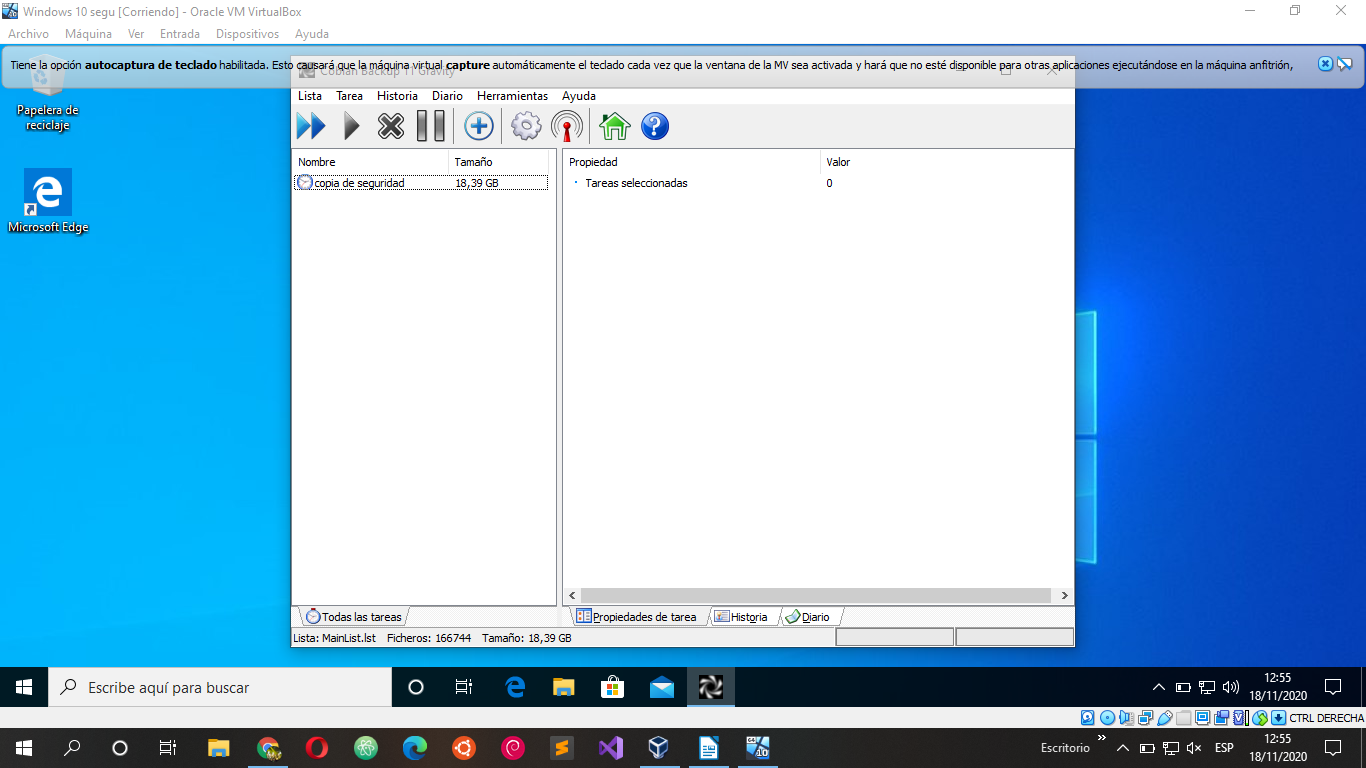 Windows 10 segu [Corriendo] - Oracle VM VirtualBox
Archivo Máquina Ver Entrada Dispositivos Ayuda
Tiene la opción autocaptura de teclado habilitada. Esto causará que la máquina virtual capture automáticamente el teclado cada vez que la ventana de la MV sea activada y hará que no esté disponible para otras aplicaciones ejecutándose en la máquina anfitrión,
Cobian Backup 11 Gravity
Papelera de
reciclaje
Microsoft Edge
Lista Tarea Historia Diario Herramientas Ayuda
Nombre Tamaño
copia de seguridad 18,39 GB
Propiedad Valor
Tareas seleccionadas 0
Todas las tareas
Propiedades de tarea Historia Diario
Lista: MainList.lst Ficheros: 166744 Tamaño: 18,39 GB
Escribe aquí para buscar
12:55
18/11/2020
CTRL DERECHA
Escritorio
ESP
12:55
18/11/2020